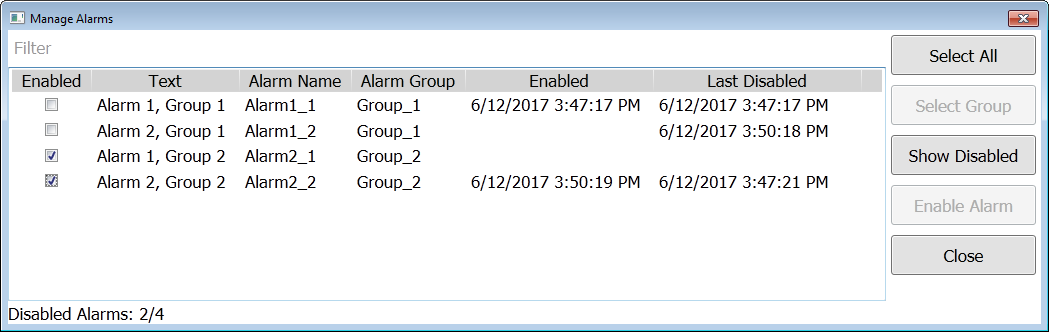 Manage Alarms
Filter
Enabled Text Alarm Name Alarm Group Enabled Last Disabled
Alarm 1, Group 1 Alarm1_1 Group_1 6/12/2017 3:47:17 PM 6/12/2017 3:47:17 PM
Alarm 2, Group 1 Alarm1_2 Group_1 6/12/2017 3:50:18 PM
Alarm 1, Group 2 Alarm2_1 Group_2
Alarm 2, Group 2 Alarm2_2 Group_2 6/12/2017 3:50:19 PM 6/12/2017 3:47:21 PM
Select All
Select Group
Show Disabled
Enable Alarm
Close
Disabled Alarms: 2/4